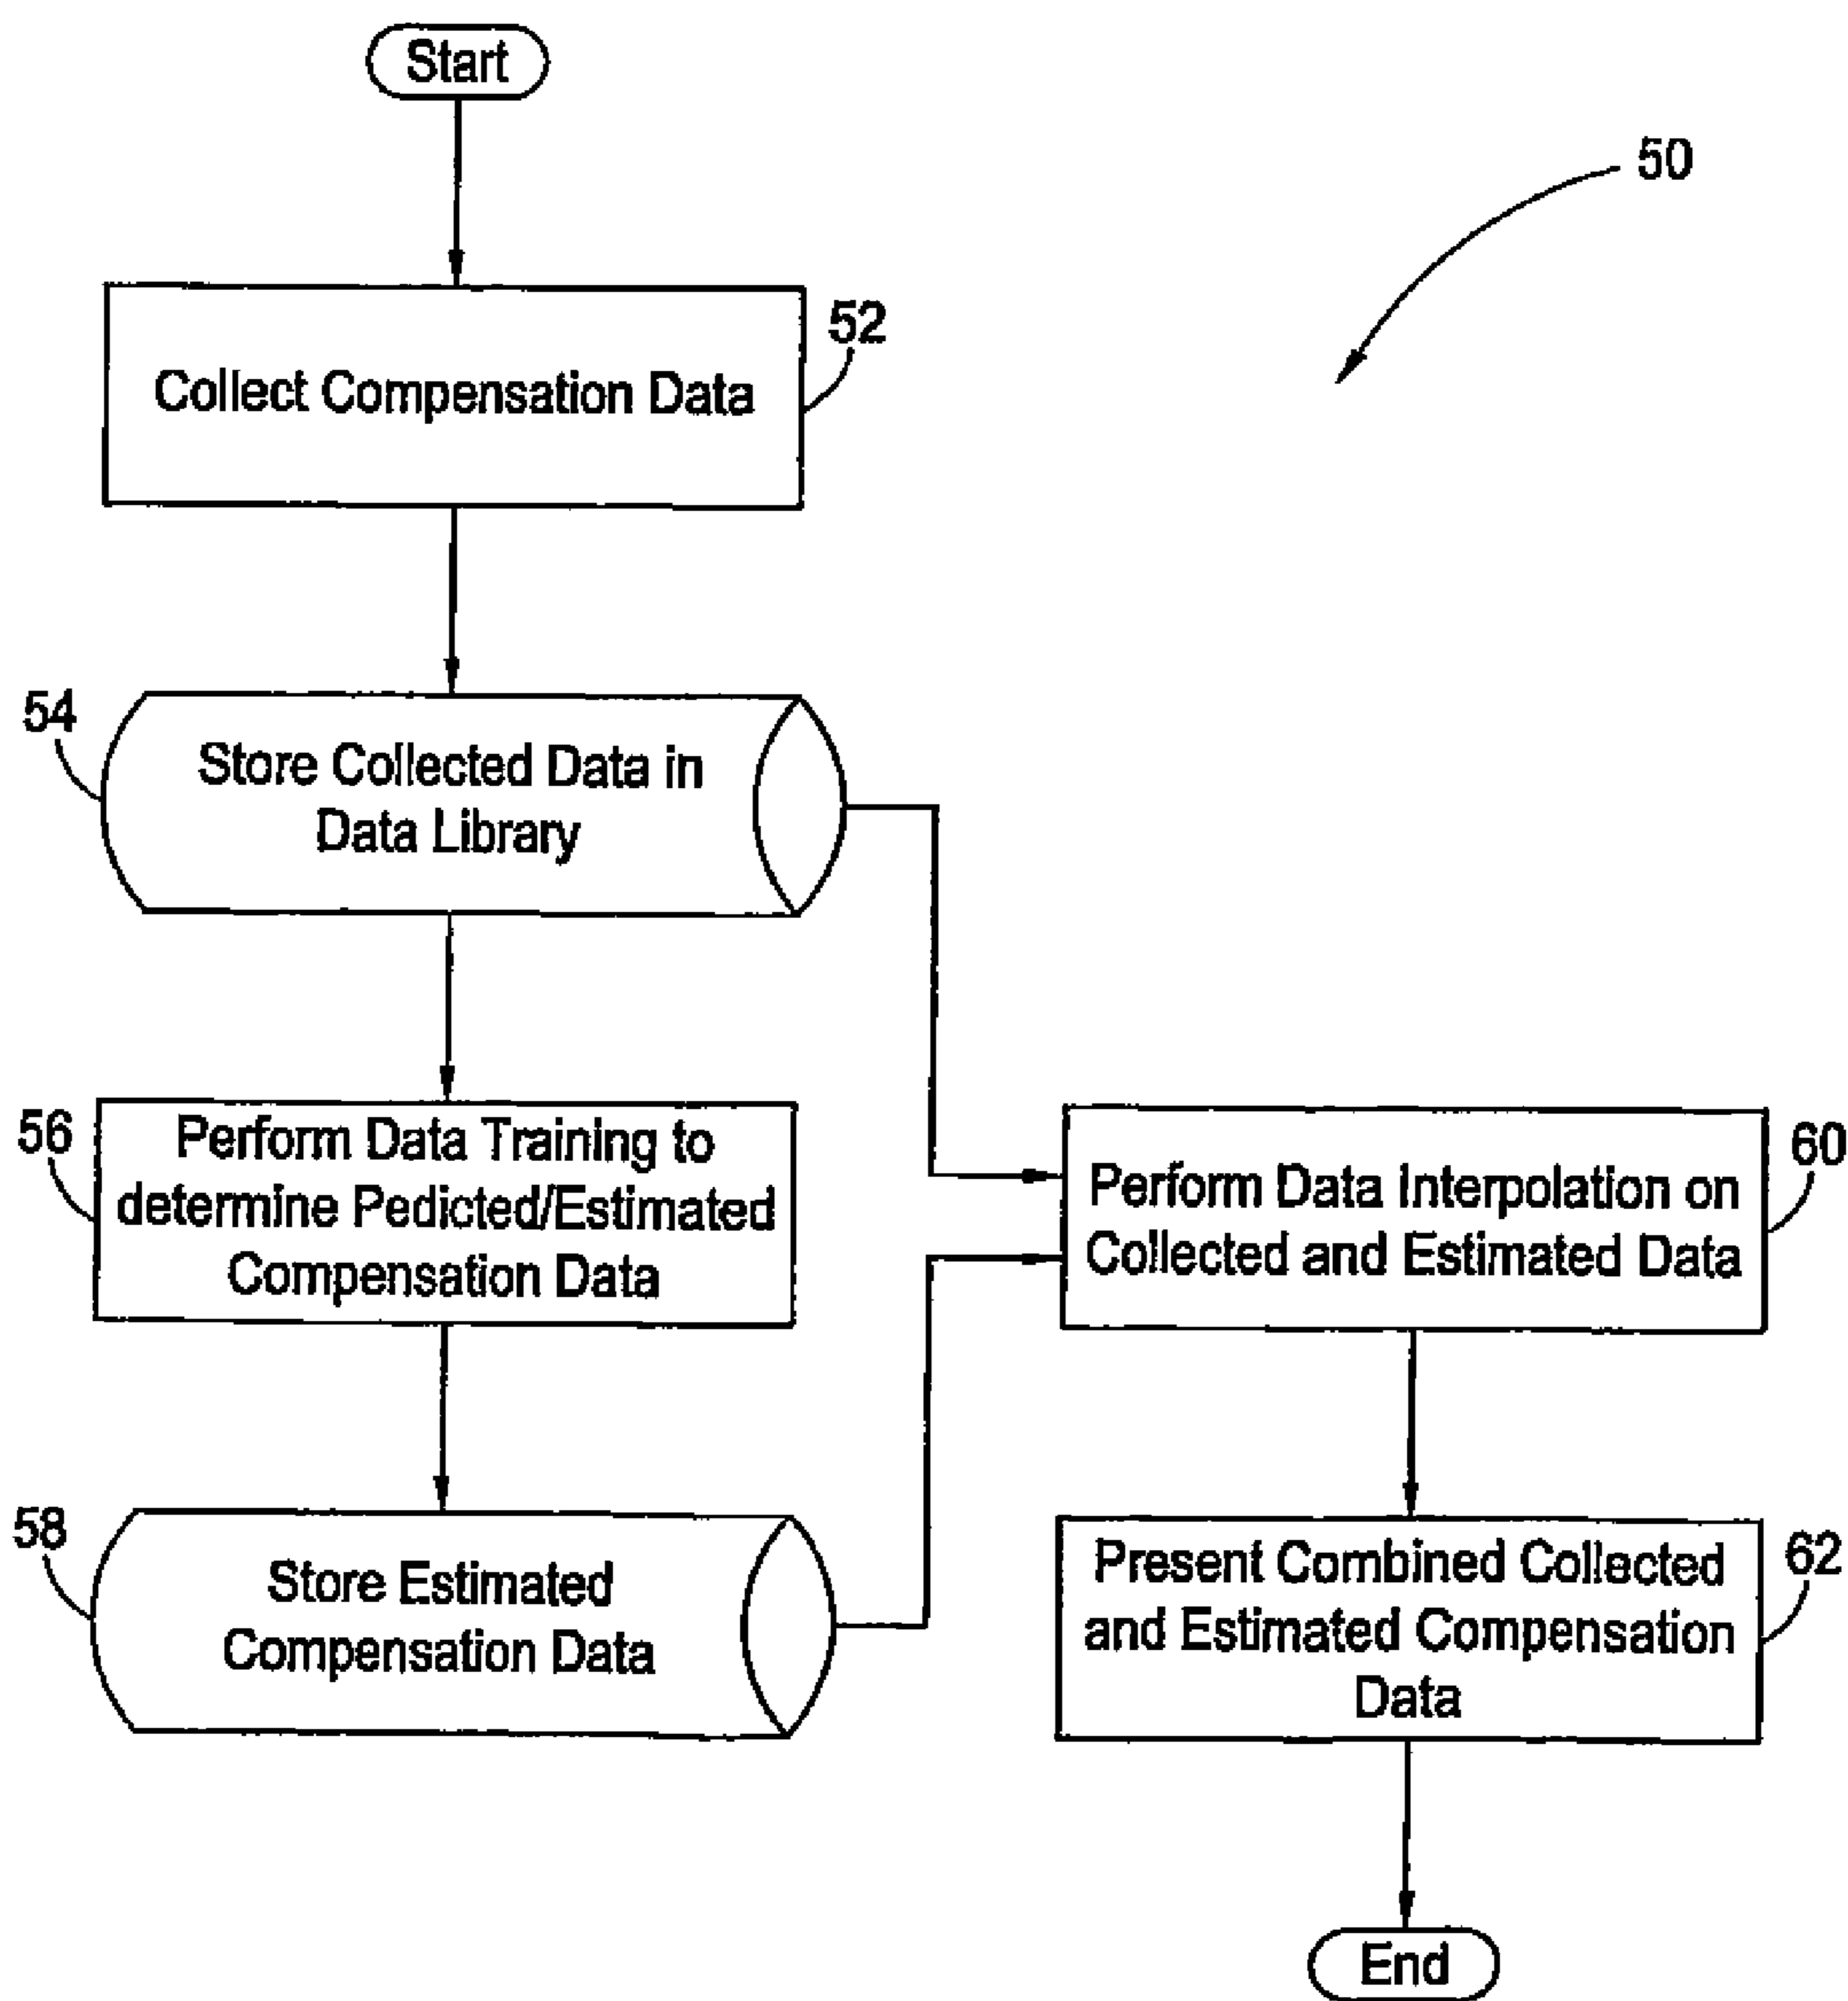 Start
50
52
Collect Compensation Data
54
Store Collected Data in
Data Library
56
Perform Data Training to
determine Pedicted/Estimated
Compensation Data
60
Perform Data Interpolation on
Collected and Estimated Data
58
Store Estimated
Compensation Data
62
Present Combined Collected
and Estimated Compensation
Data
End